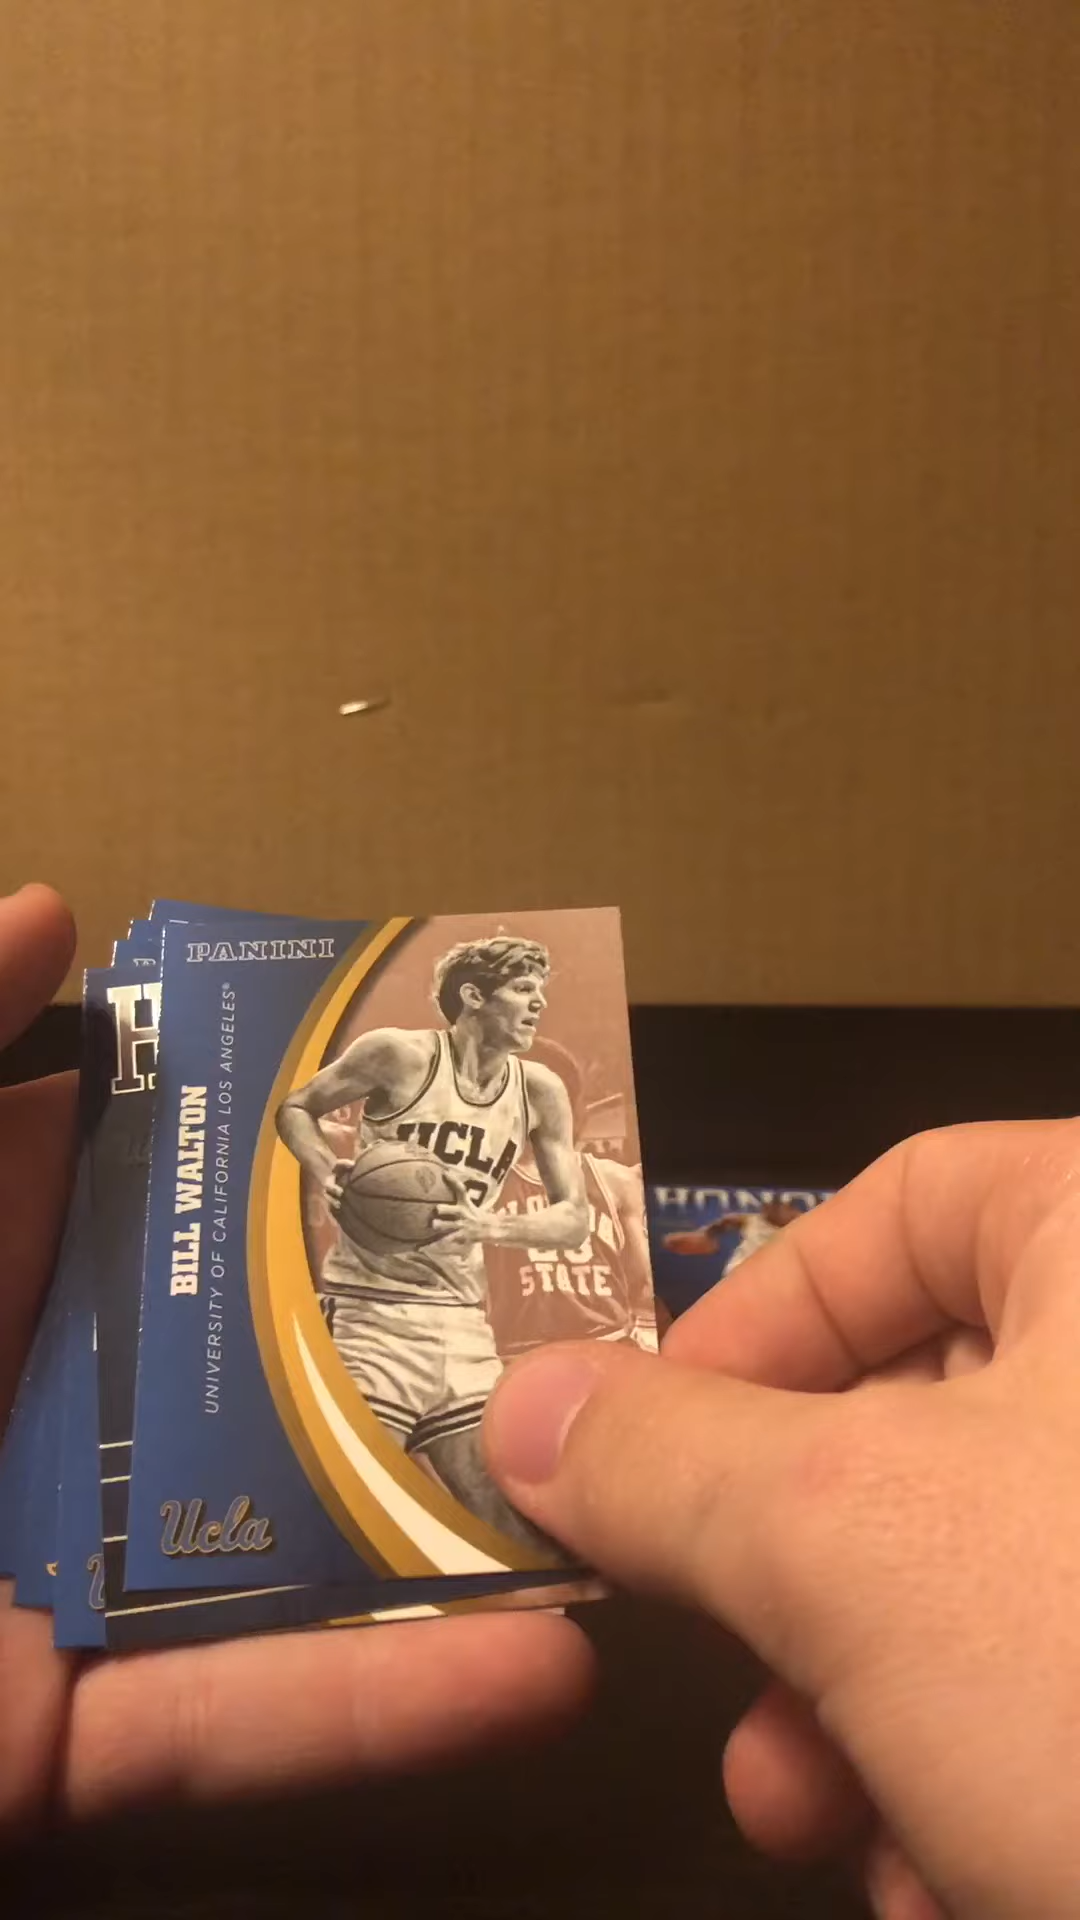 PANINI
BILL WALTON
UNIVERSITY OF CALIFORNIA LOS ANGELES®
Ucla
UCLA
STATE
H
HONO